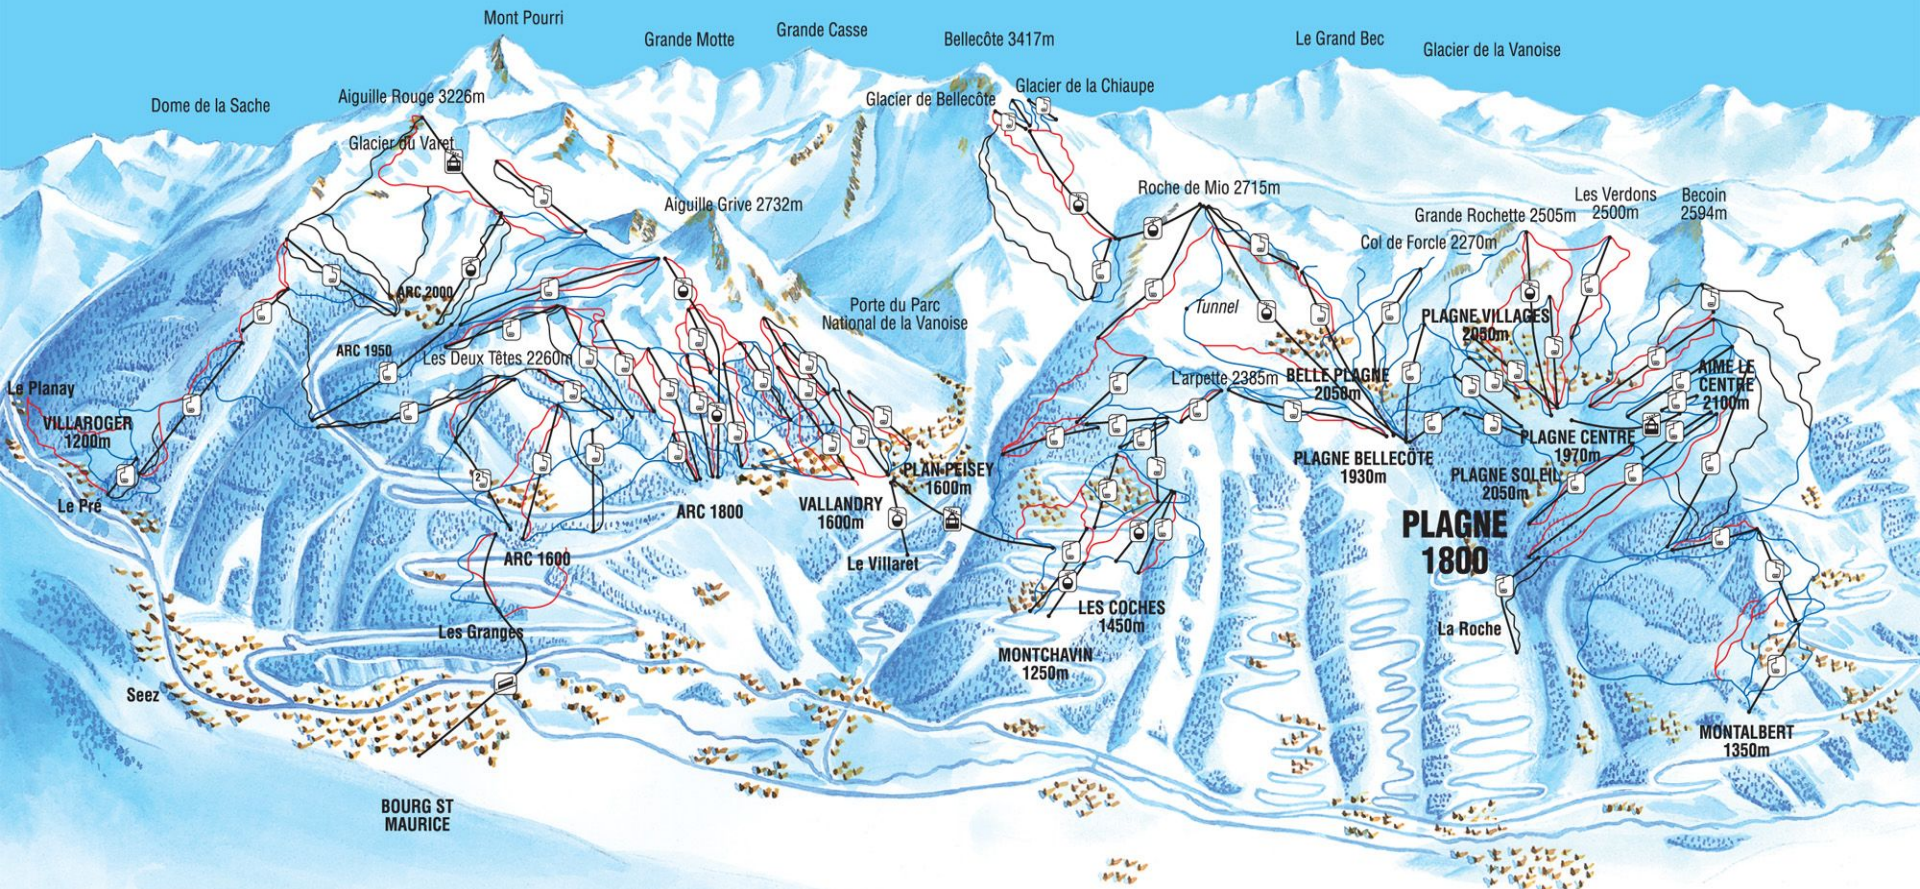 Mont Pourri
Grande Motte
Grande Casse
Bellecôte 3417m
Le Grand Bec
Glacier de la Vanoise
Dome de la Sache
Aiguille Rouge 3226m
Glacier de Bellecôte
Glacier de la Chiaupe
Glacier du Varet
Aiguille Grive 2732m
Roche de Mio 2715m
Les Verdons
2500m
Becoin
2594m
Grande Rochette 2505m
Col de Forcle 2270m
ARC 2000
Porte du Parc
National de la Vanoise
Tunnel
PLAGNE VILLAGES
2050m
ARC 1950
Les Deux Têtes 2260m
L'arpette 2385m
BELLE PLAGNE
2050m
AIME LE
CENTRE
2100m
Le Planay
VILLAROGER
1200m
PLAGNE CENTRE
1970m
PLAGNE BELLECÔTE
1930m
PLAGNE SOLEIL
2050m
PLAN PEISEY
1600m
VALLANDRY
1600m
2
Le Pré
ARC 1800
PLAGNE
1800
ARC 1600
Le Villaret
LES COCHES
1450m
Les Granges
La Roche
MONTCHAVIN
1250m
Seez
MONTALBERT
1350m
BOURG ST
MAURICE